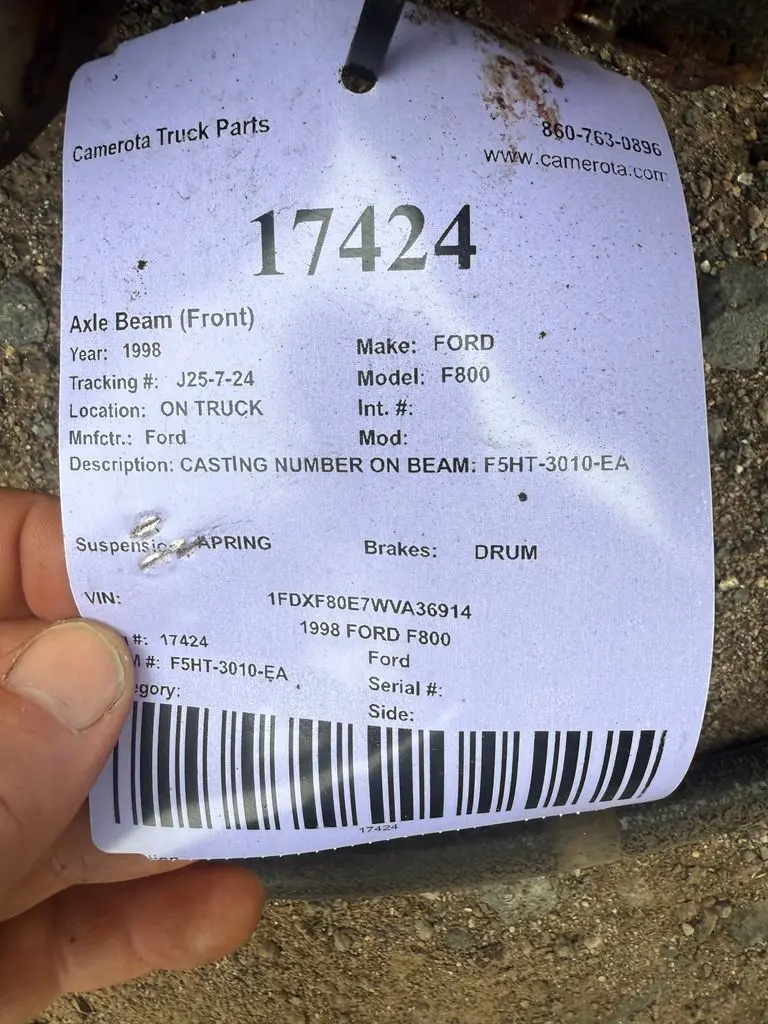 Camerota Truck Parts
860-763-0896
www.camerota.com
17424
Axle Beam (Front)
Year: 1998 Make: FORD
Tracking #: J25-7-24 Model: F800
Location: ON TRUCK Int. #:
Mnfctr.: Ford Mod:
Description: CASTING NUMBER ON BEAM: F5HT-3010-EA
APRING Brakes: DRUM
VIN: 1FDXF80E7WVA36914
1998 FORD F800
#: 17424 Ford
#: F5HT-3010-EA Serial #:
egory: Side:
17424